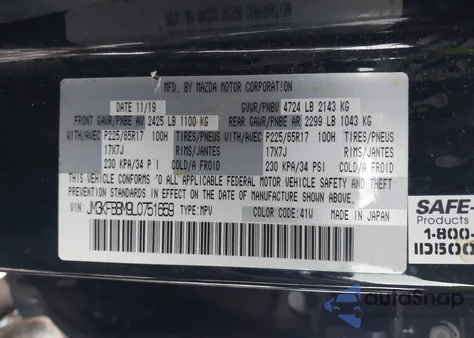 MFD. BY MAZDA MOTOR CORPORATION
DATE 11/19 GVWR/PNBV 4724 LB 2143 KG
FRONT GAWR/PNBE AV 2425 LB 1100 KG REAR GAWR/PNBE AR 2299 LB 1043 KG
WITH/AVEC P225/65R17 100H TIRES/PNEUS WITH/AVEC P225/65R17 100H TIRES/PNEUS
17X7J RIMS/JANTES 17X7J RIMS/JANTES
230 KPA/34 PSI COLD/A FROID 230 KPA/34 PSI COLD/A FROID
THIS VEHICLE CONFORMS TO ALL APPLICABLE FEDERAL MOTOR VEHICLE SAFETY AND THEFT
PREVENTION STANDARDS IN EFFECT ON THE DATE OF MANUFACTURE SHOWN ABOVE.
VIN: JM3KFBBM9L0751659 TYPE:MPV COLOR CODE:41W MADE IN JAPAN
SAFE-
Products
1-800-
autoSnap